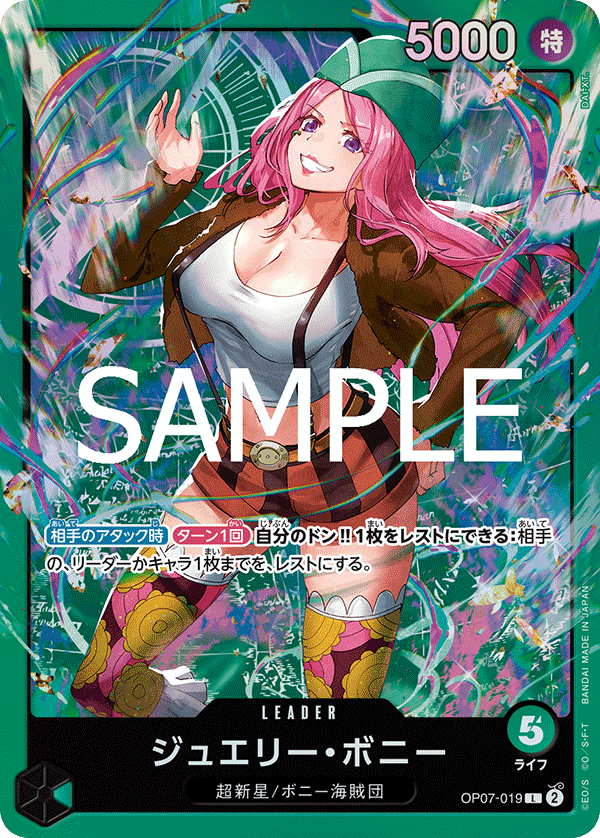 5000 特
DAI-XT.
SAMPLE
相手のアタック時 ターン1回 自分のドン!!1枚をレストにできる：相手
の、リーダーかキャラ1枚までを、レストにする。
LEADER
5
ライフ
ジュエリー・ボニー
超新星/ボニー海賊団
OP07-019 L 2
©E.O/S ©O／S･F･T BANDAI MADE IN JAPAN